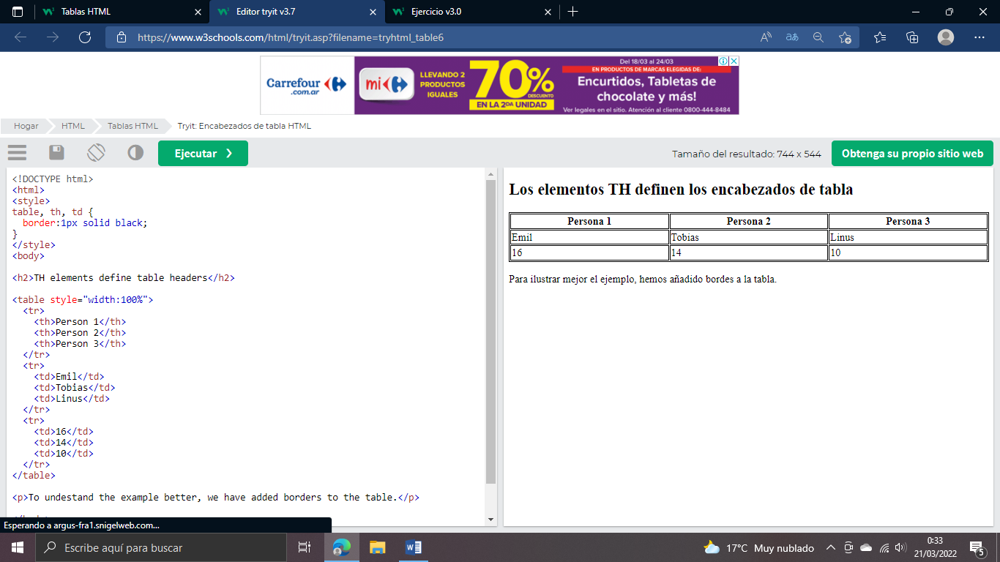 Tablas HTML
Editor tryit v3.7
Ejercicio v3.0
https://www.w3schools.com/html/tryit.asp?filename=tryhtml_table6
Carrefour
.com.ar
mi
LLEVANDO 2
PRODUCTOS
IGUALES
70%
DESCUENTO
EN LA 2DA UNIDAD
Del 18/03 al 24/03
EN PRODUCTOS DE MARCAS ELEGIDAS DE:
Encurtidos, Tabletas de
chocolate y más!
Ver legales en el sitio. Atención al cliente 0800-444-8484
Hogar
HTML
Tablas HTML
Tryit: Encabezados de tabla HTML
Ejecutar ❯
Tamaño del resultado: 744 x 544
Obtenga su propio sitio web
<!DOCTYPE html>
<html>
<style>
table, th, td {
  border:1px solid black;
}
</style>
<body>
<h2>TH elements define table headers</h2>
<table style="width:100%">
  <tr>
    <th>Person 1</th>
    <th>Person 2</th>
    <th>Person 3</th>
  </tr>
  <tr>
    <td>Emil</td>
    <td>Tobias</td>
    <td>Linus</td>
  </tr>
  <tr>
    <td>16</td>
    <td>14</td>
    <td>10</td>
  </tr>
</table>
<p>To undestand the example better, we have added borders to the table.</p>
Los elementos TH definen los encabezados de tabla
Persona 1 Persona 2 Persona 3
Emil Tobias Linus
16 14 10
Para ilustrar mejor el ejemplo, hemos añadido bordes a la tabla.
Esperando a argus-fra1.snigelweb.com...
Escribe aquí para buscar
17°C Muy nublado
0:33
21/03/2022
5